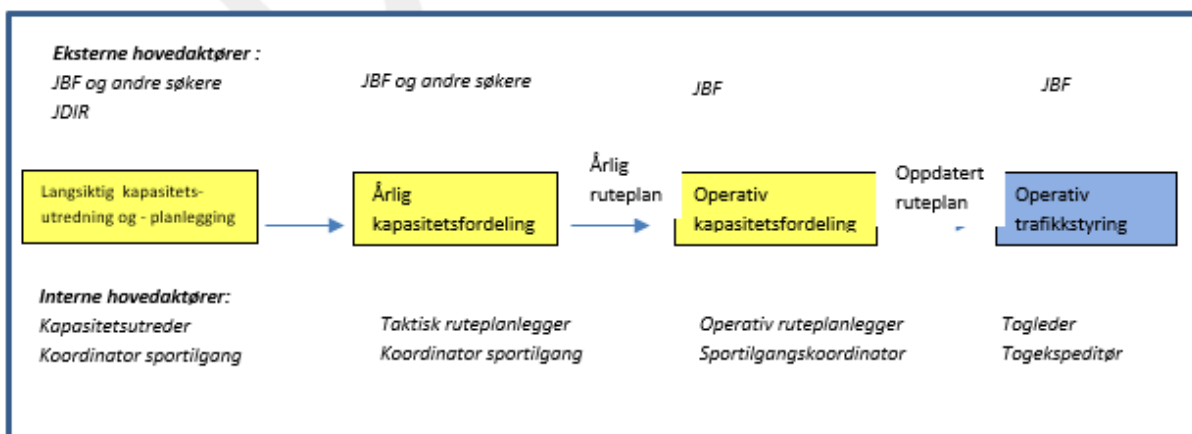 Eksterne hovedaktører :
JBF og andre søkere
JDIR
JBF og andre søkere
JBF
JBF
Langsiktig kapasitets-
utredning og - planlegging
Årlig
kapasitetsfordeling
Årlig
ruteplan
Operativ
kapasitetsfordeling
Oppdatert
ruteplan
Operativ
trafikkstyring
Interne hovedaktører:
Kapasitetsutreder
Koordinator sportilgang
Taktisk ruteplanlegger
Koordinator sportilgang
Operativ ruteplanlegger
Sportilgangskoordinator
Togleder
Togekspeditør